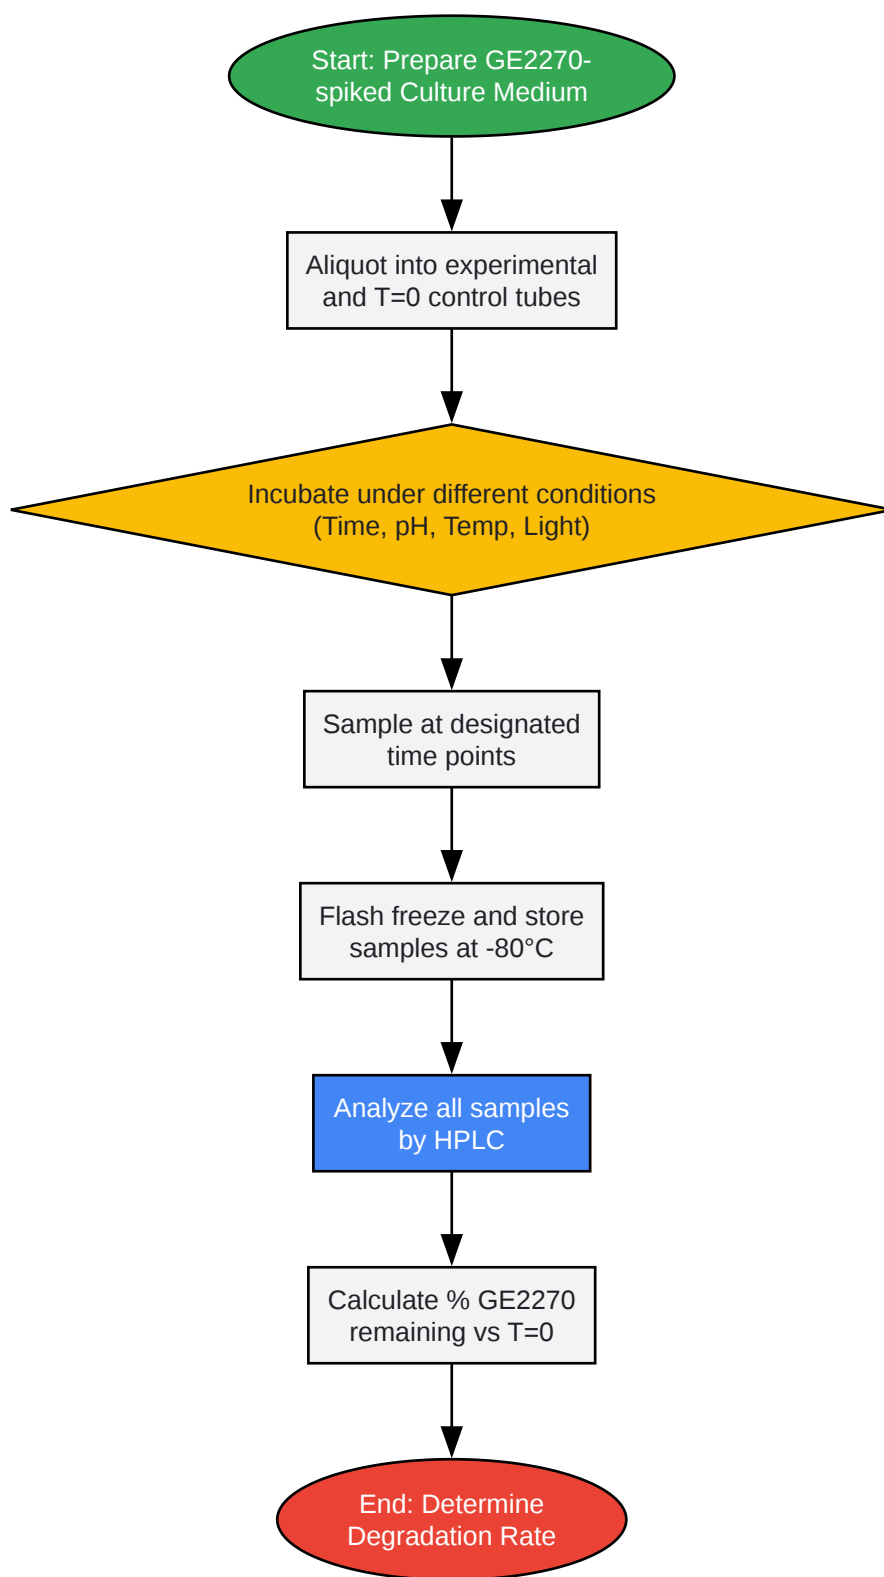 Start: Prepare GE2270-
spiked Culture Medium
Aliquot into experimental
and T=0 control tubes
Incubate under different conditions
(Time, pH, Temp, Light)
Sample at designated
time points
Flash freeze and store
samples at -80°C
Analyze all samples
by HPLC
Calculate % GE2270
remaining vs T=0
End: Determine
Degradation Rate